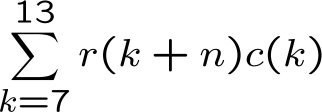 $\sum_{k=7}^{13} r(k+n)c(k)$